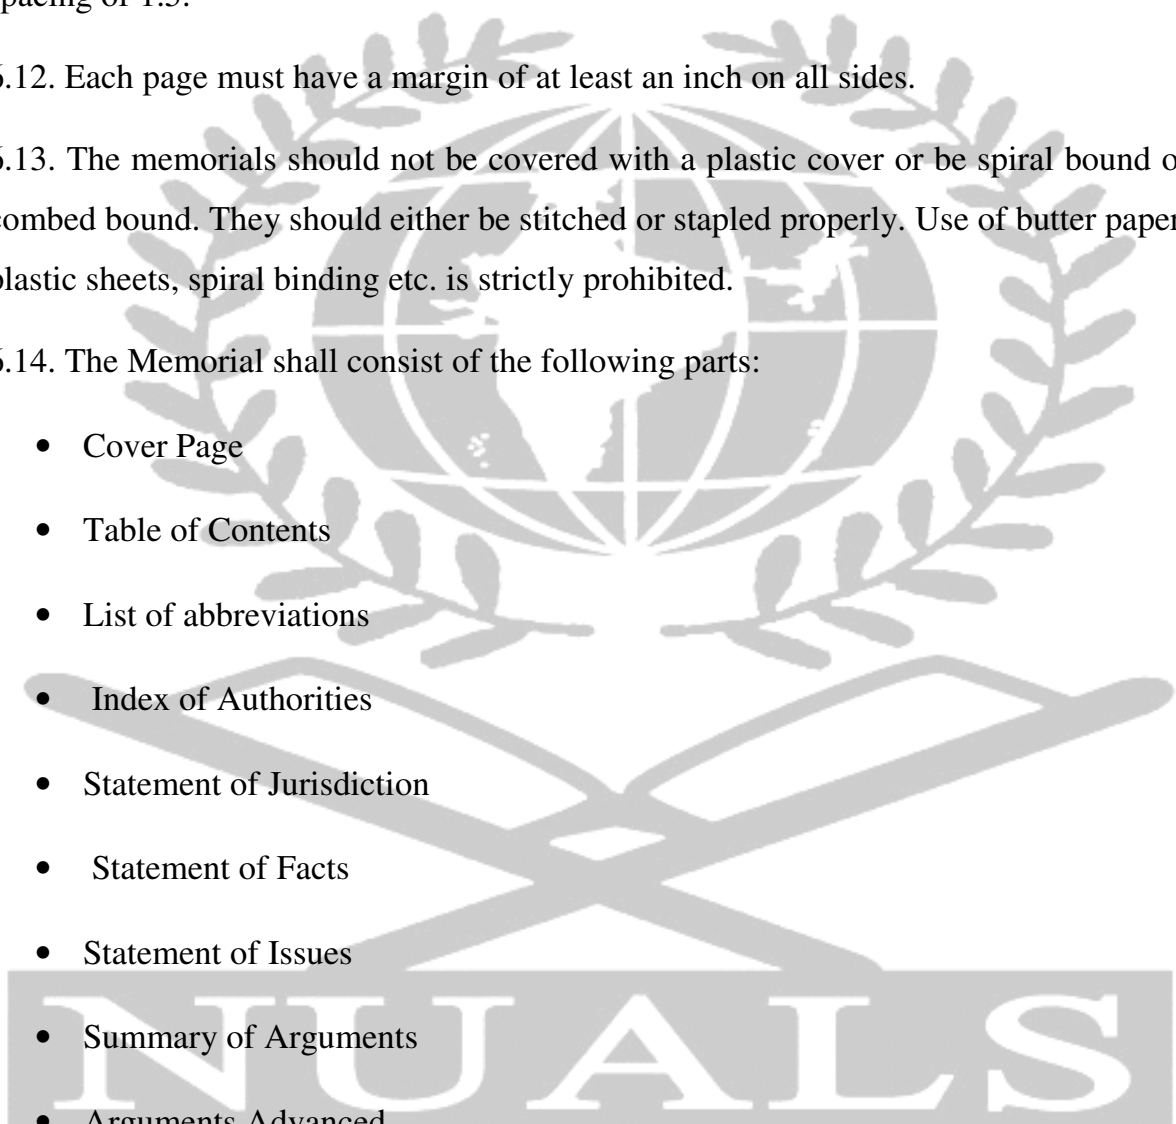 spacing of 1.5.
6.12. Each page must have a margin of at least an inch on all sides.
6.13. The memorials should not be covered with a plastic cover or be spiral bound o
combed bound. They should either be stitched or stapled properly. Use of butter paper
plastic sheets, spiral binding etc. is strictly prohibited.
6.14. The Memorial shall consist of the following parts:
• Cover Page
• Table of Contents
• List of abbreviations
• Index of Authorities
• Statement of Jurisdiction
• Statement of Facts
• Statement of Issues
• Summary of Arguments
• Arguments Advanced
NUALS